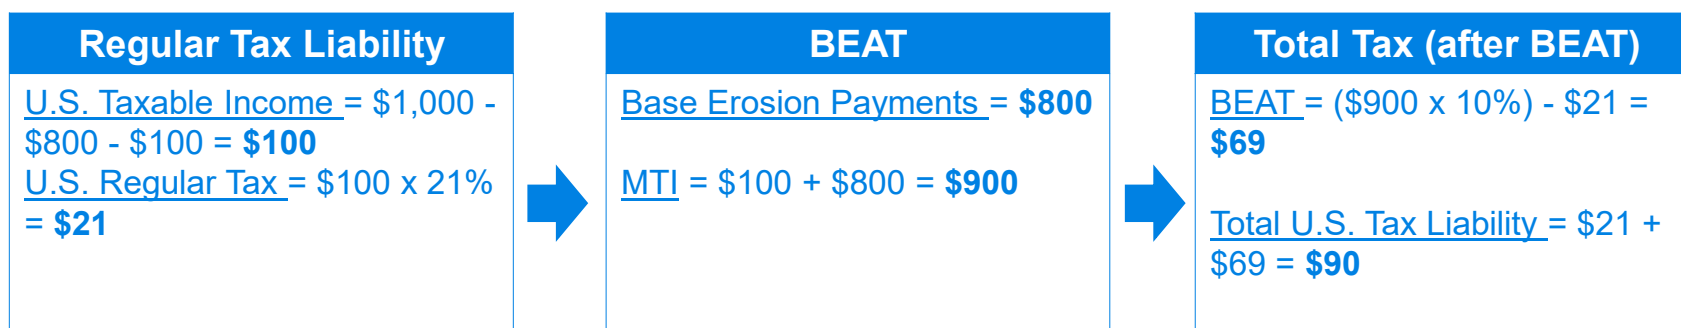 Regular Tax Liability
U.S. Taxable Income = $1,000 -
$800 - $100 = $100
U.S. Regular Tax = $100 x 21%
= $21
BEAT
Base Erosion Payments = $800
MTI = $100 + $800 = $900
Total Tax (after BEAT)
BEAT = ($900 x 10%) - $21 =
$69
Total U.S. Tax Liability = $21 +
$69 = $90